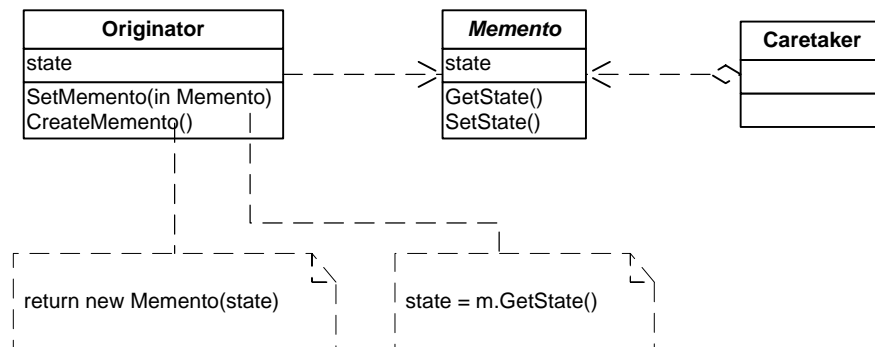 Originator
state
SetMemento(in Memento)
CreateMemento()
Memento
state
GetState()
SetState()
Caretaker
return new Memento(state)
state = m.GetState()